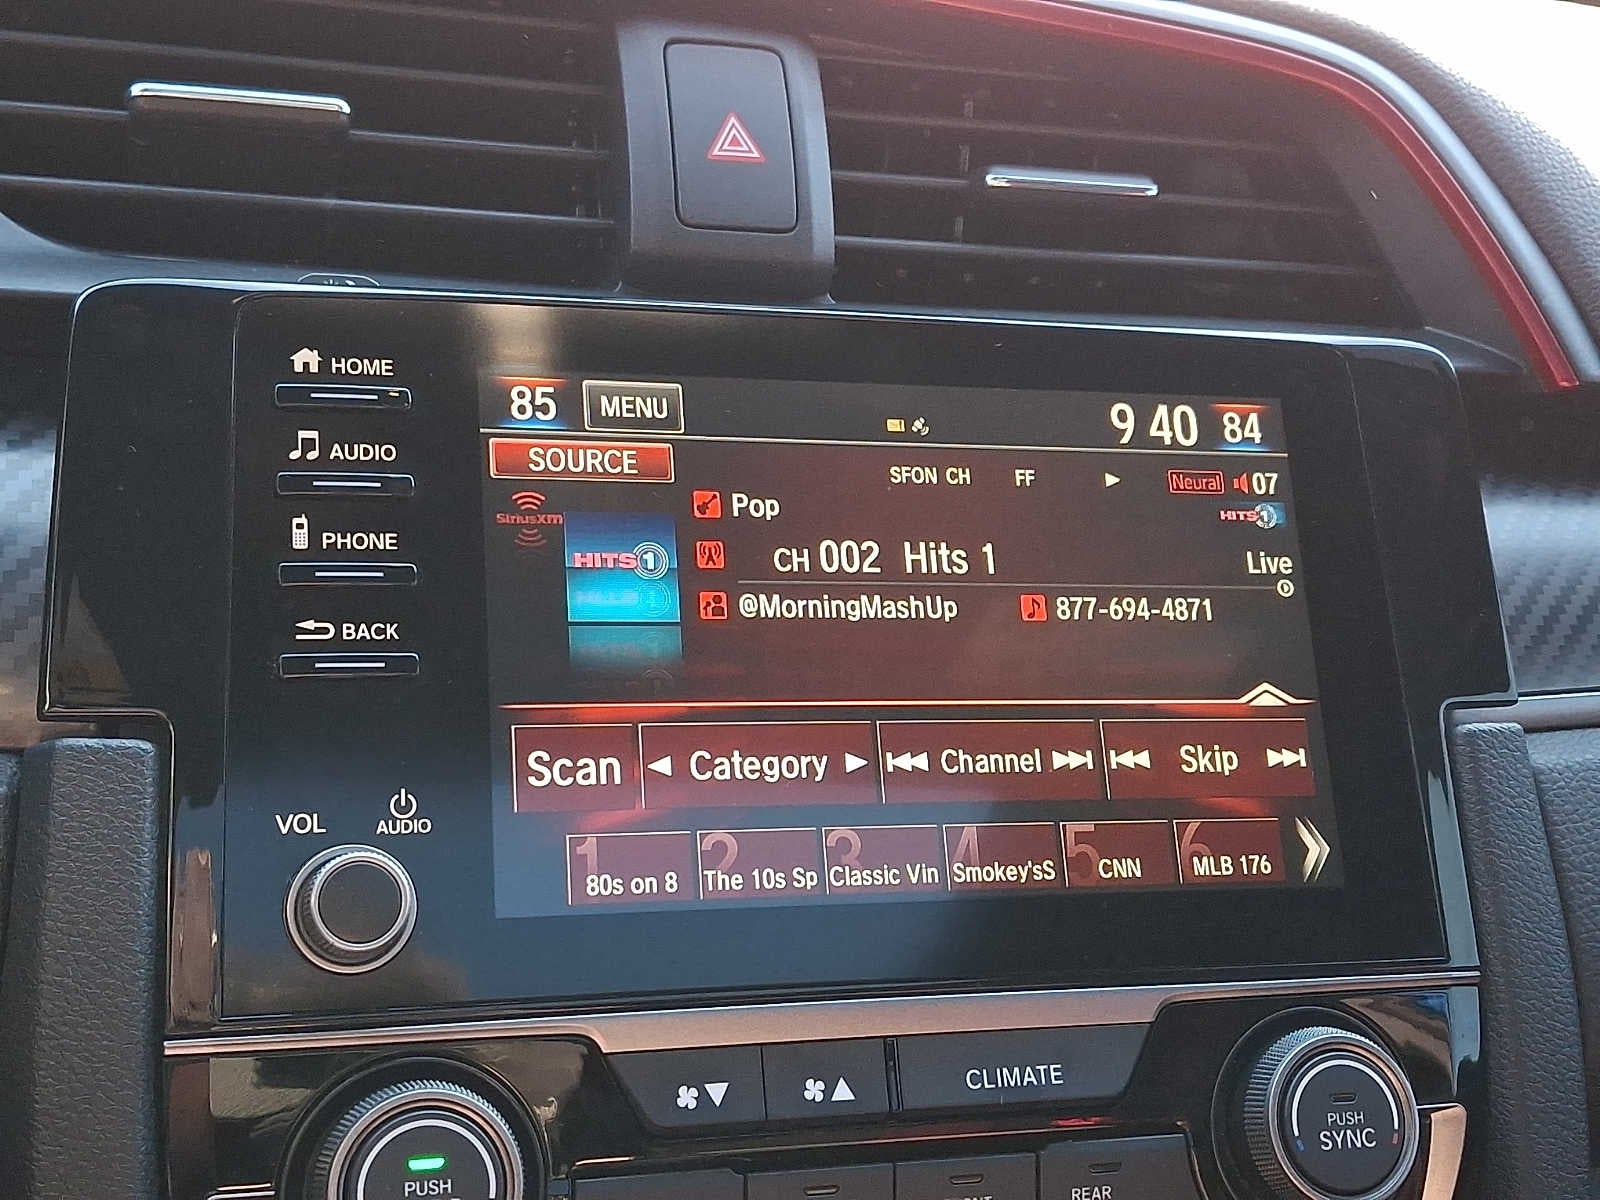 HOME
AUDIO
PHONE
BACK
VOL
AUDIO
85 MENU 9 40 84
SOURCE
SFON CH FF Neural 07
SiriusXM
HITS 1
HITS 1
Pop
CH 002 Hits 1 Live
@MorningMashUp 877-694-4871
Scan Category Channel Skip
1 2 3 4 5 6
80s on 8 The 10s Sp Classic Vin Smokey'sS CNN MLB 176
CLIMATE
PUSH
SYNC
PUSH
REAR